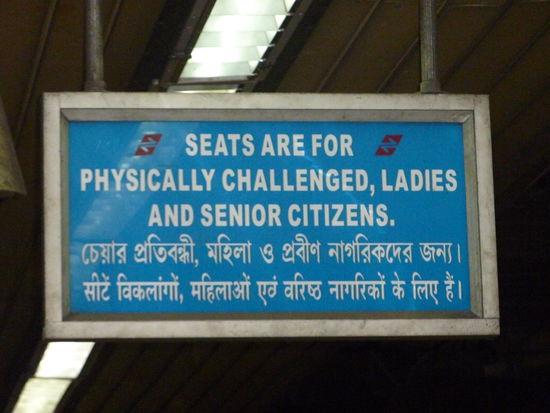 SEATS ARE FOR
PHYSICALLY CHALLENGED, LADIES
AND SENIOR CITIZENS.
চেয়ার প্রতিবন্ধী, মহিলা ও প্রবীণ নাগরিকদের জন্য।
सीटें विकलांगों, महिलाओं एवं वरिष्ठ नागरिकों के लिए हैं।